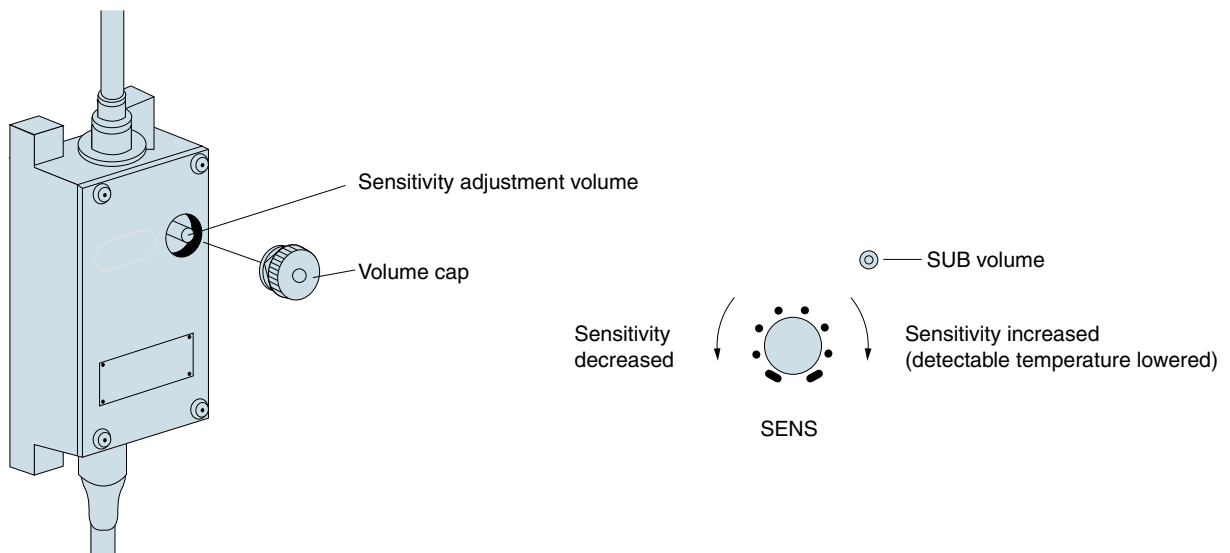 Sensitivity adjustment volume
Volume cap
SUB volume
Sensitivity
decreased
Sensitivity increased
(detectable temperature lowered)
SENS